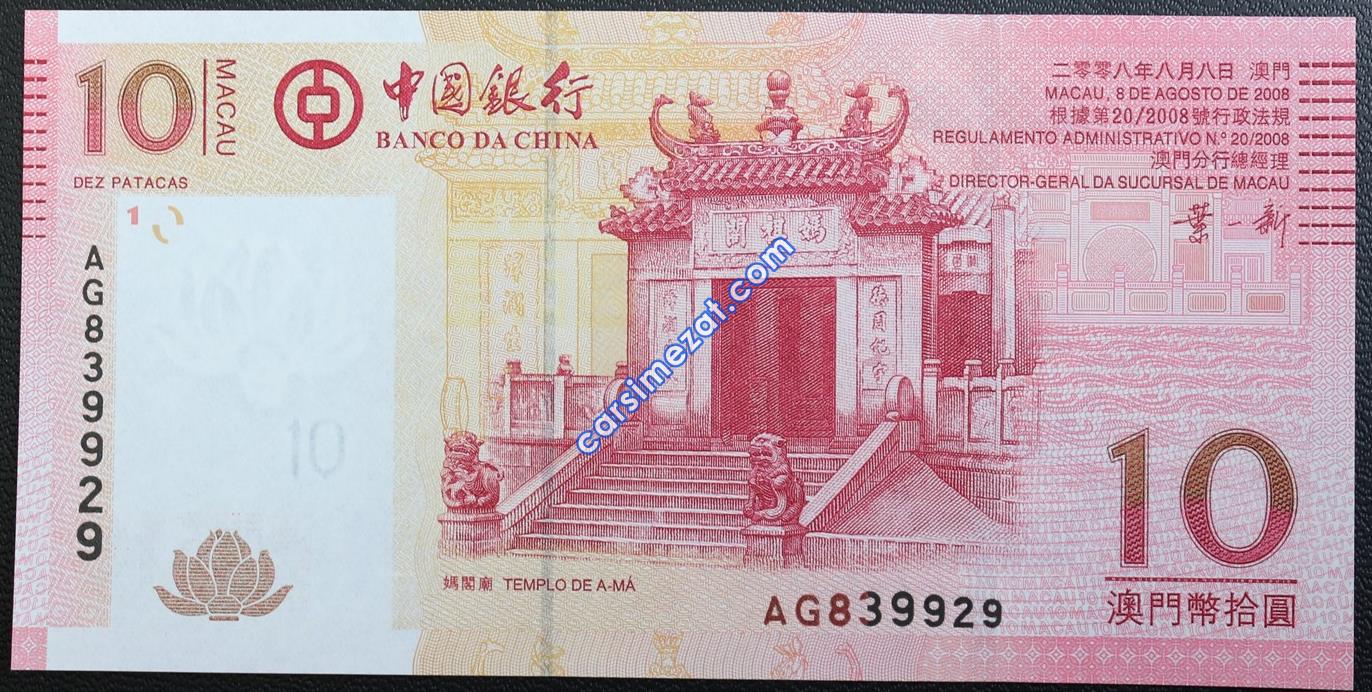 10
MACAU
DEZ PATACAS
中國銀行
BANCO DA CHINA
二零零八年八月八日 澳門
MACAU, 8 DE AGOSTO DE 2008
根據第20/2008號行政法規
REGULAMENTO ADMINISTRATIVO N.° 20/2008
澳門分行總經理
DIRECTOR-GERAL DA SUCURSAL DE MACAU
葉一新
1
AG839929
10
carsimezat.com
媽閣廟 TEMPLO DE A-MÁ
AG839929
10
澳門幣拾圓